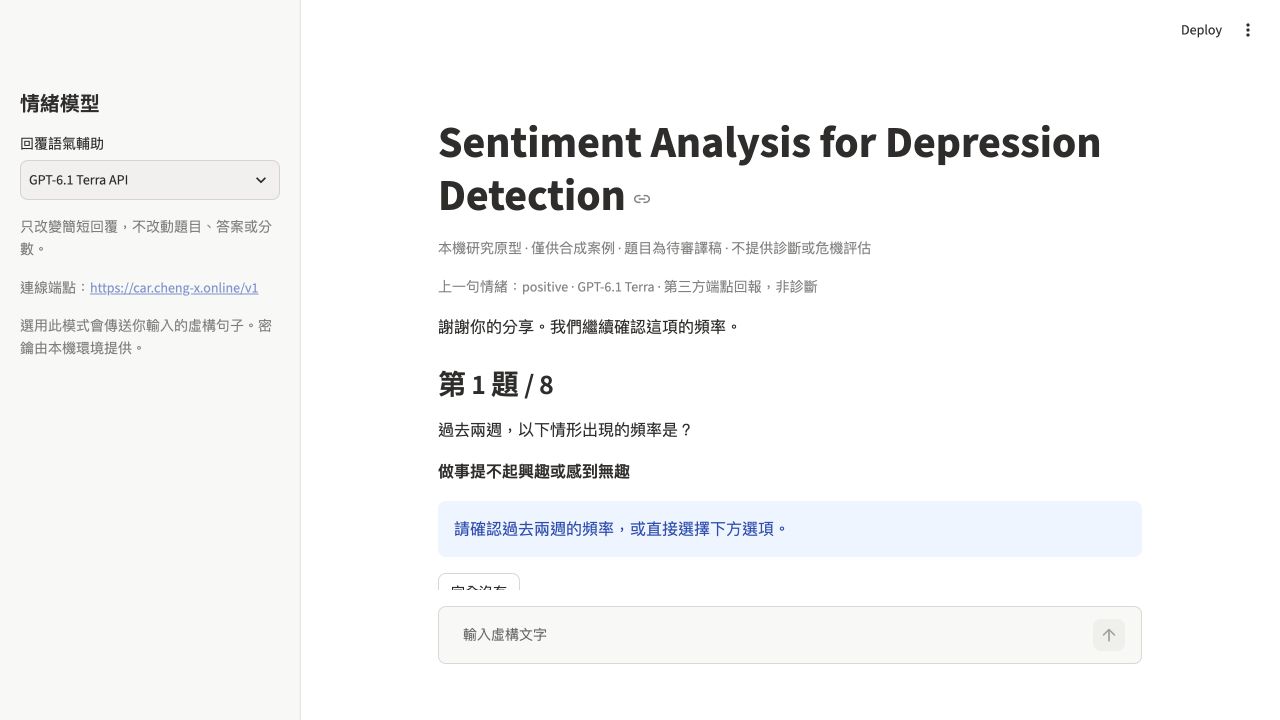 Deploy
情緒模型
回覆語氣輔助
GPT-6.1 Terra API
只改變簡短回覆，不改動題目、答案或分
數。
連線端點：https://car.cheng-x.online/v1
選用此模式會傳送你輸入的虛構句子。密
鑰由本機環境提供。
Sentiment Analysis for Depression
Detection
本機研究原型 · 僅供合成案例 · 題目為待審譯稿 · 不提供診斷或危機評估
上一句情緒：positive · GPT-6.1 Terra · 第三方端點回報，非診斷
謝謝你的分享。我們繼續確認這項的頻率。
第 1 題 / 8
過去兩週，以下情形出現的頻率是？
做事提不起興趣或感到無趣
請確認過去兩週的頻率，或直接選擇下方選項。
完全沒有
輸入虛構文字